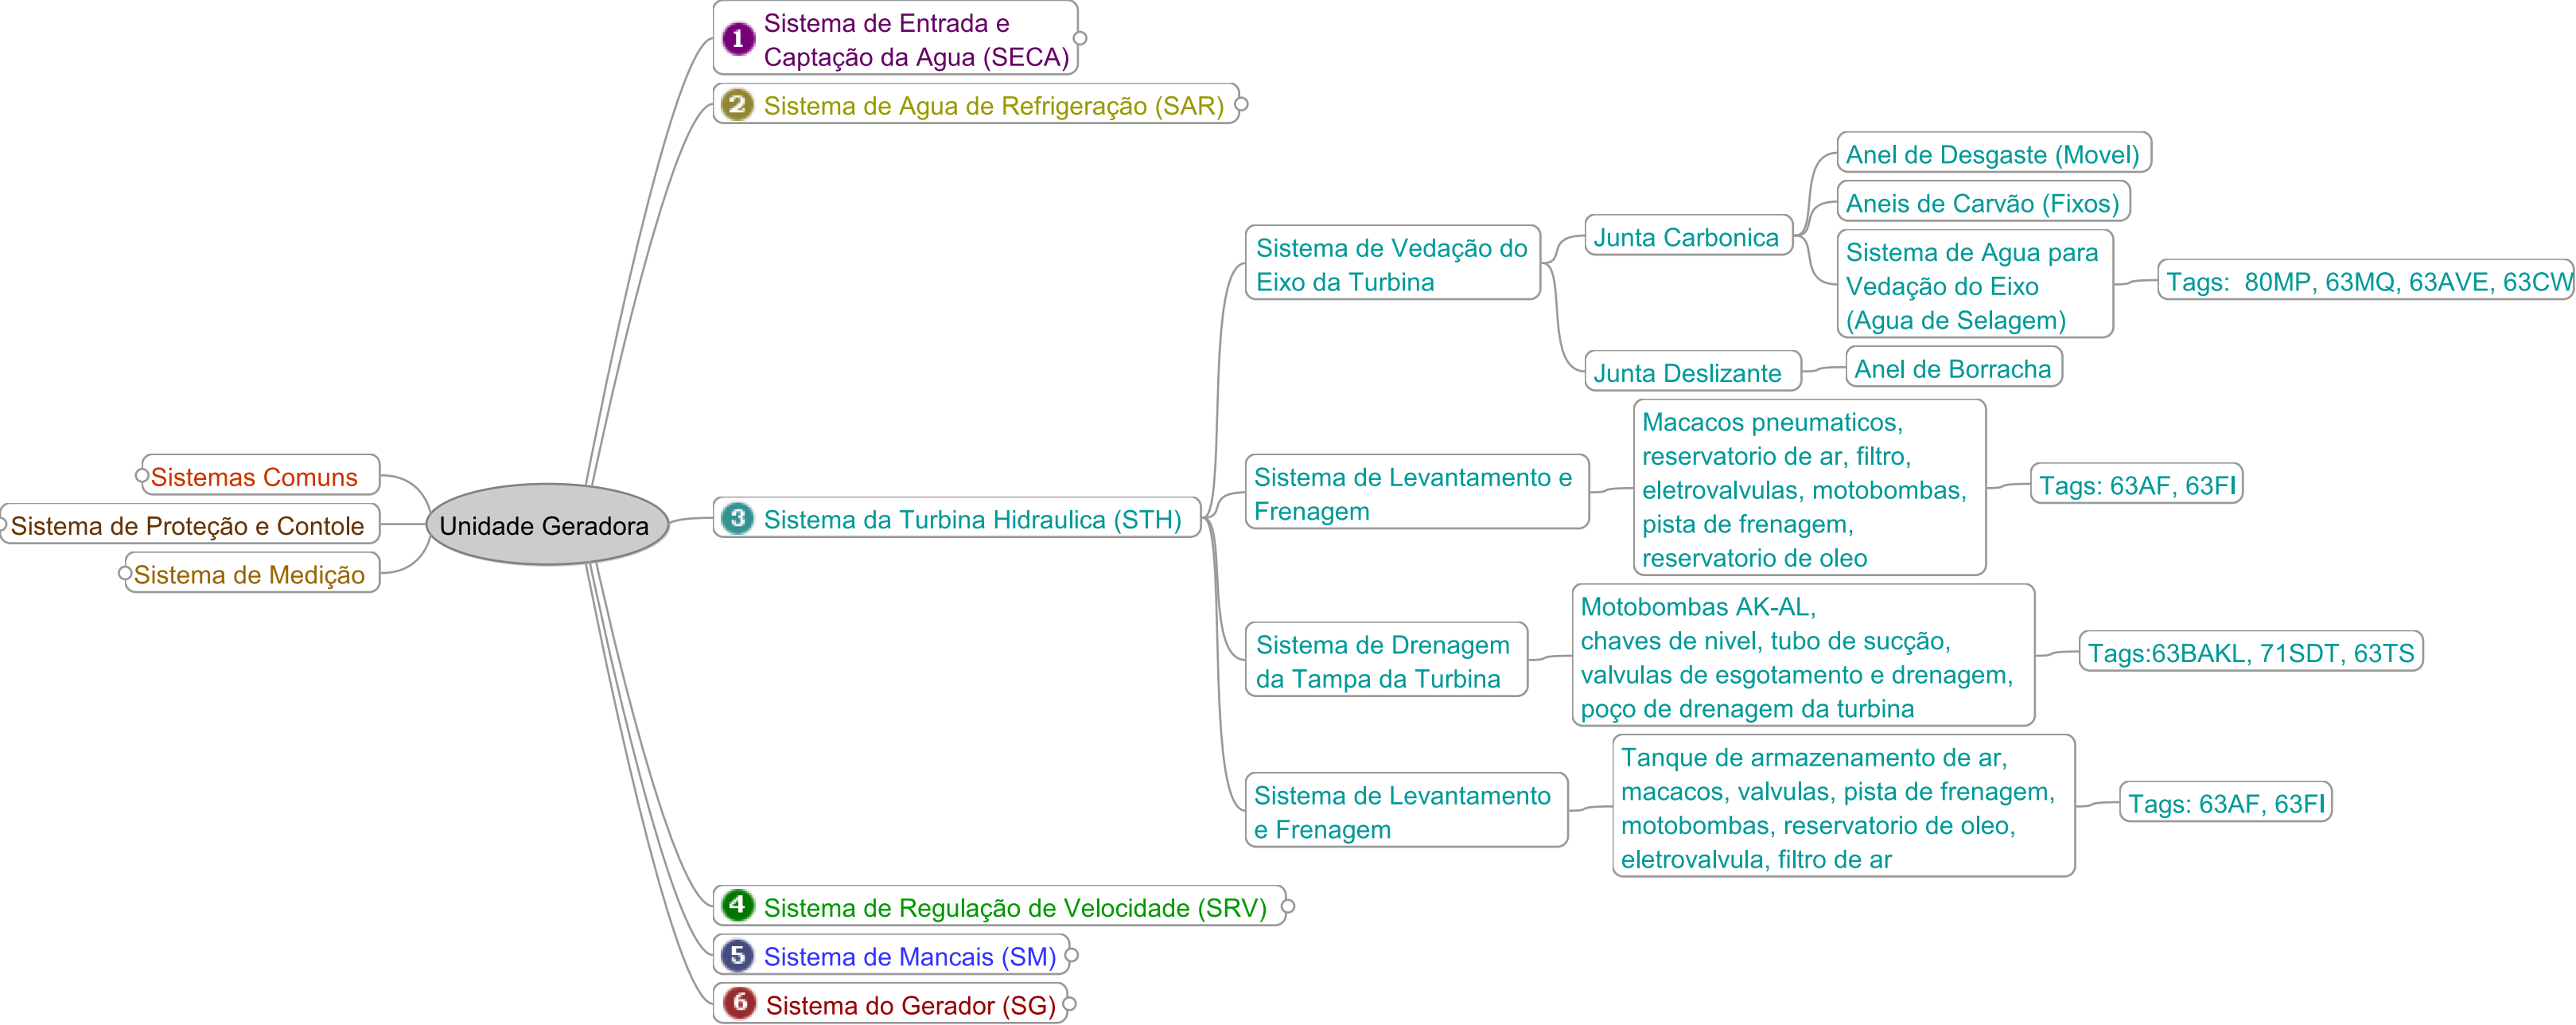 1
Sistema de Entrada e
Captação da Agua (SECA)
2
Sistema de Agua de Refrigeração (SAR)
Sistemas Comuns
Sistema de Proteção e Contole
Sistema de Medição
Unidade Geradora
3
Sistema da Turbina Hidraulica (STH)
Sistema de Vedação do
Eixo da Turbina
Junta Carbonica
Anel de Desgaste (Movel)
Aneis de Carvão (Fixos)
Sistema de Agua para
Vedação do Eixo
(Agua de Selagem)
Tags:  80MP, 63MQ, 63AVE, 63CW
Junta Deslizante
Anel de Borracha
Sistema de Levantamento e
Frenagem
Macacos pneumaticos,
reservatorio de ar, filtro,
eletrovalvulas, motobombas,
pista de frenagem,
reservatorio de oleo
Tags: 63AF, 63FI
Sistema de Drenagem
da Tampa da Turbina
Motobombas AK-AL,
chaves de nivel, tubo de sucção,
valvulas de esgotamento e drenagem,
poço de drenagem da turbina
Tags:63BAKL, 71SDT, 63TS
Sistema de Levantamento
e Frenagem
Tanque de armazenamento de ar,
macacos, valvulas, pista de frenagem,
motobombas, reservatorio de oleo,
eletrovalvula, filtro de ar
Tags: 63AF, 63FI
4
Sistema de Regulação de Velocidade (SRV)
5
Sistema de Mancais (SM)
6
Sistema do Gerador (SG)